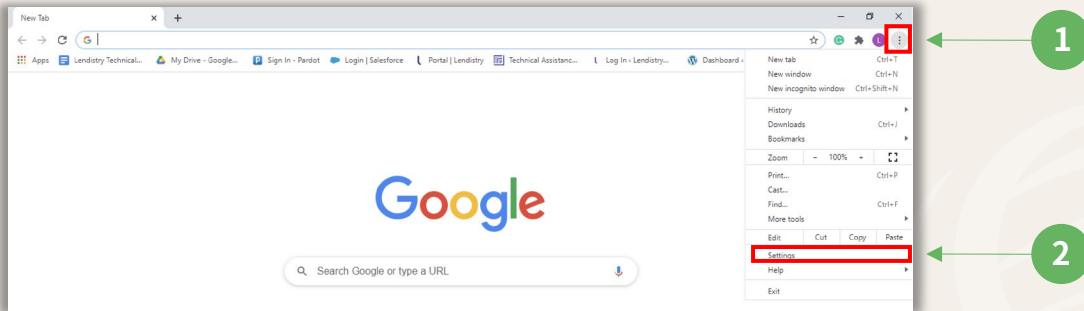 New Tab
1
G
L
Apps Lendistry Technical... My Drive - Google... Sign In - Pardot Login | Salesforce Portal | Lendistry Technical Assistanc... Log In ‹ Lendistry... Dashboard ‹
New tab Ctrl+T
New window Ctrl+N
New incognito window Ctrl+Shift+N
History
Downloads Ctrl+J
Bookmarks
Zoom - 100% +
Print... Ctrl+P
Cast...
Find... Ctrl+F
More tools
Edit Cut Copy Paste
Settings
2
Help
Exit
Google
Search Google or type a URL